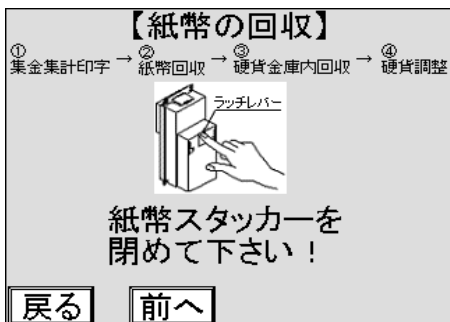 【紙幣の回収】
① → ② → ③ → ④
集金集計印字 紙幣回収 硬貨金庫内回収 硬貨調整
ラッチレバー
紙幣スタッカーを
閉めて下さい！
戻る 前へ